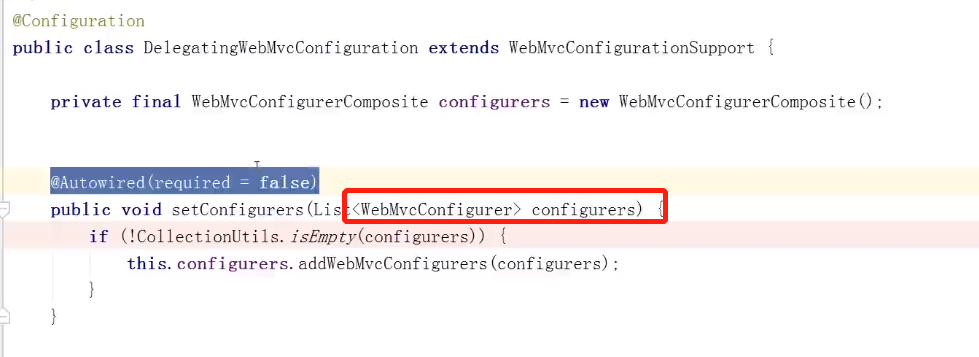 @Configuration
public class DelegatingWebMvcConfiguration extends WebMvcConfigurationSupport {
private final WebMvcConfigurerComposite configurers = new WebMvcConfigurerComposite();
@Autowired(required = false)
public void setConfigurers(List<WebMvcConfigurer> configurers) {
if (!CollectionUtils.isEmpty(configurers)) {
this.configurers.addWebMvcConfigurers(configurers);
}
}